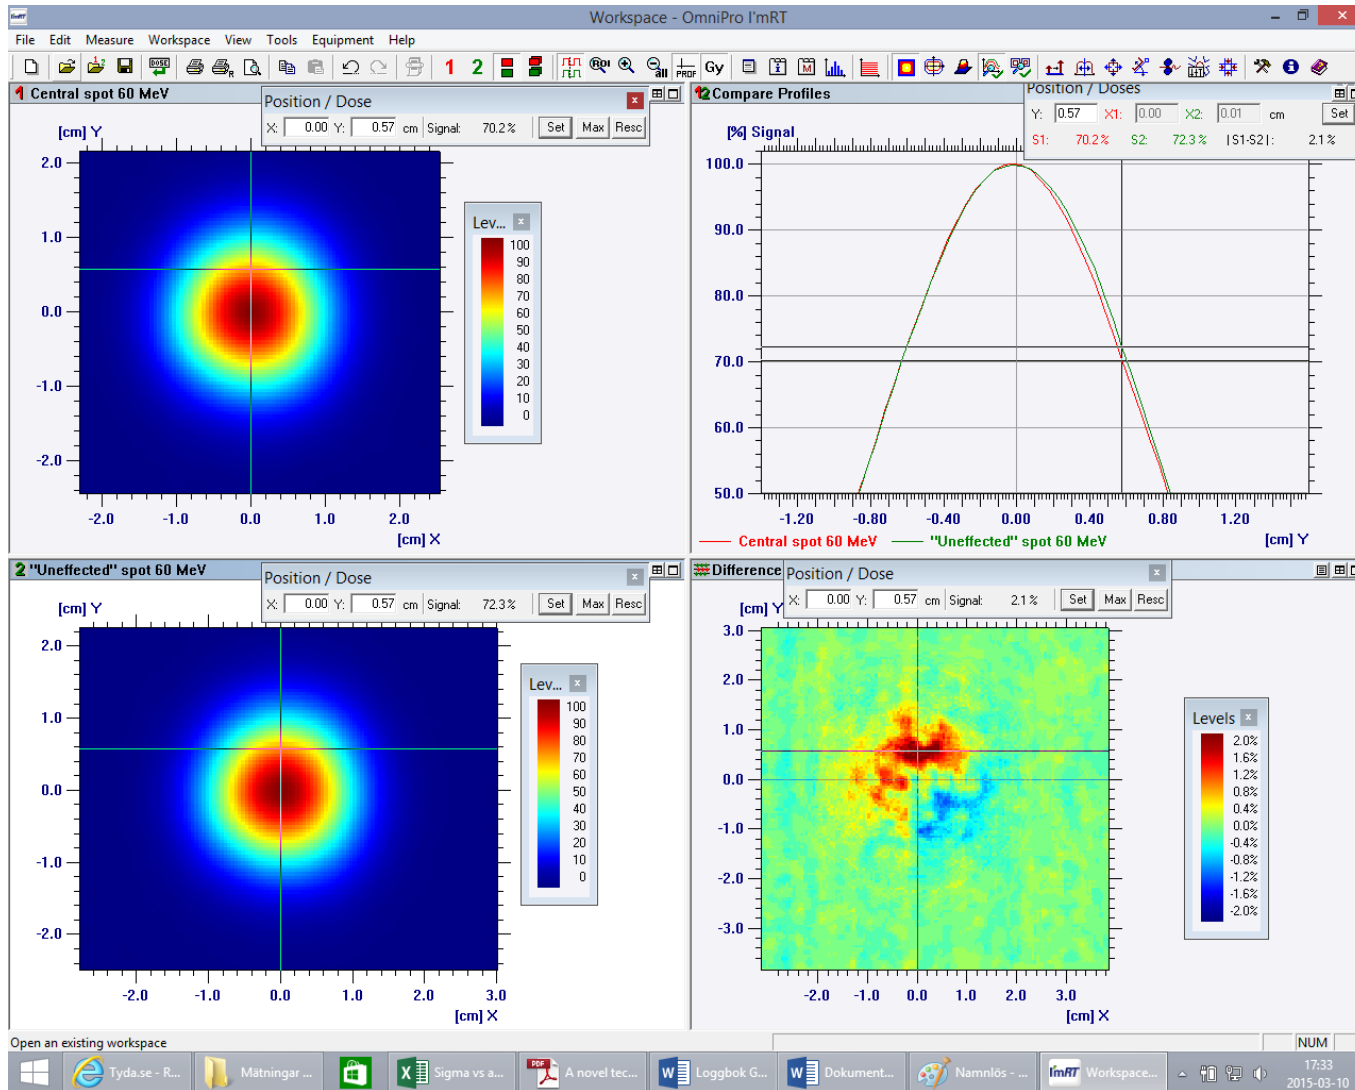 I'mRT Workspace - OmniPro I'mRT
File Edit Measure Workspace View Tools Equipment Help
DOSE R 1 2 ROI all PROF Gy i M
1 Central spot 60 MeV
Position / Dose
X: 0.00 Y: 0.57 cm Signal: 70.2 % Set Max Resc
[cm] Y
2.0
1.0
0.0
-1.0
-2.0
-2.0 -1.0 0.0 1.0 2.0
[cm] X
Lev...
100
90
80
70
60
50
40
30
20
10
0
12 Compare Profiles
Position / Doses
Y: 0.57 X1: 0.00 X2: 0.01 cm Set
S1: 70.2 % S2: 72.3 % |S1-S2|: 2.1 %
[%] Signal
100.0
90.0
80.0
70.0
60.0
50.0
-1.20 -0.80 -0.40 0.00 0.40 0.80 1.20
Central spot 60 MeV "Uneffected" spot 60 MeV [cm] Y
2 "Uneffected" spot 60 MeV
Position / Dose
X: 0.00 Y: 0.57 cm Signal: 72.3 % Set Max Resc
[cm] Y
2.0
1.0
0.0
-1.0
-2.0
-2.0 -1.0 0.0 1.0 2.0 3.0
[cm] X
Lev...
100
90
80
70
60
50
40
30
20
10
0
Difference
Position / Dose
X: 0.00 Y: 0.57 cm Signal: 2.1 % Set Max Resc
[cm] Y
3.0
2.0
1.0
0.0
-1.0
-2.0
-3.0
-2.0 -1.0 0.0 1.0 2.0 3.0
[cm] X
Levels
2.0%
1.6%
1.2%
0.8%
0.4%
0.0%
-0.4%
-0.8%
-1.2%
-1.6%
-2.0%
Open an existing workspace NUM
Tyda.se - R... Mätningar ... Sigma vs a... PDF A novel tec... Loggbok G... Dokument... Namnlös - ... I'mRT Workspace... 17:33
2015-03-10